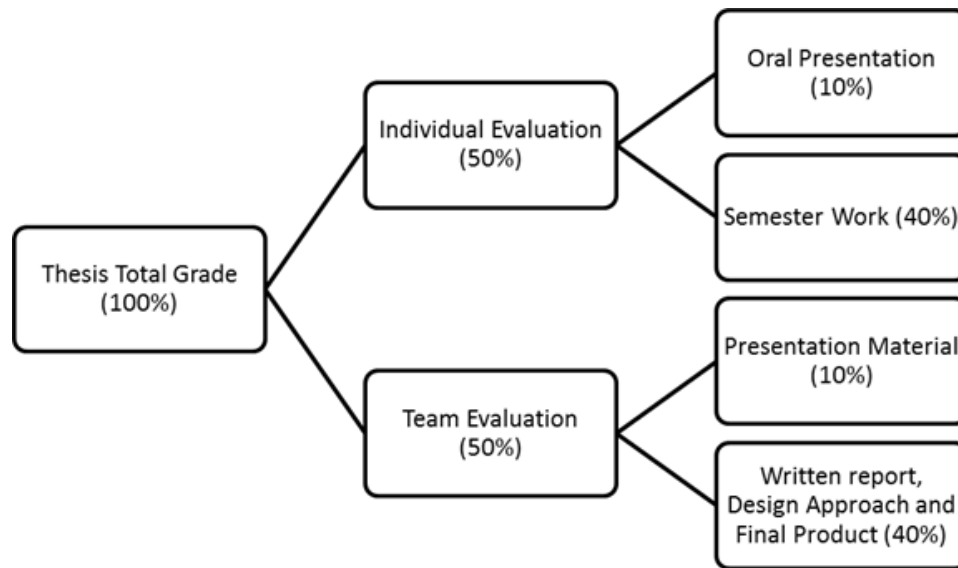 Thesis Total Grade
(100%)
Individual Evaluation
(50%)
Team Evaluation
(50%)
Oral Presentation
(10%)
Semester Work (40%)
Presentation Material
(10%)
Written report,
Design Approach and
Final Product (40%)